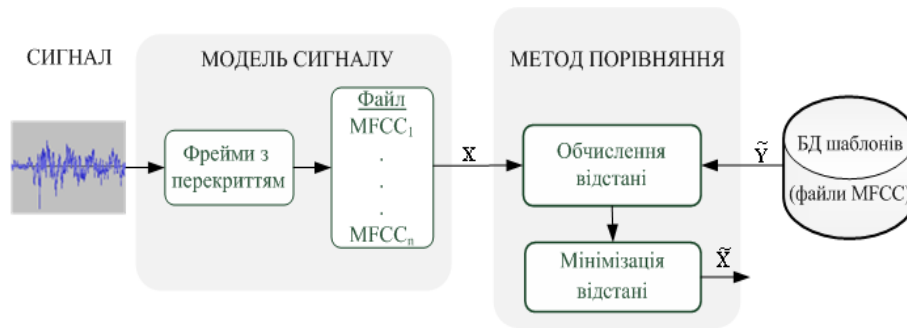 СИГНАЛ
МОДЕЛЬ СИГНАЛУ
МЕТОД ПОРІВНЯННЯ
Фрейми з
перекриттям
Файл
MFCC₁
.
.
.
MFCCₙ
X
Обчислення
відстані
Ỹ
БД шаблонів
(файли MFCC)
Мінімізація
відстані
X̃